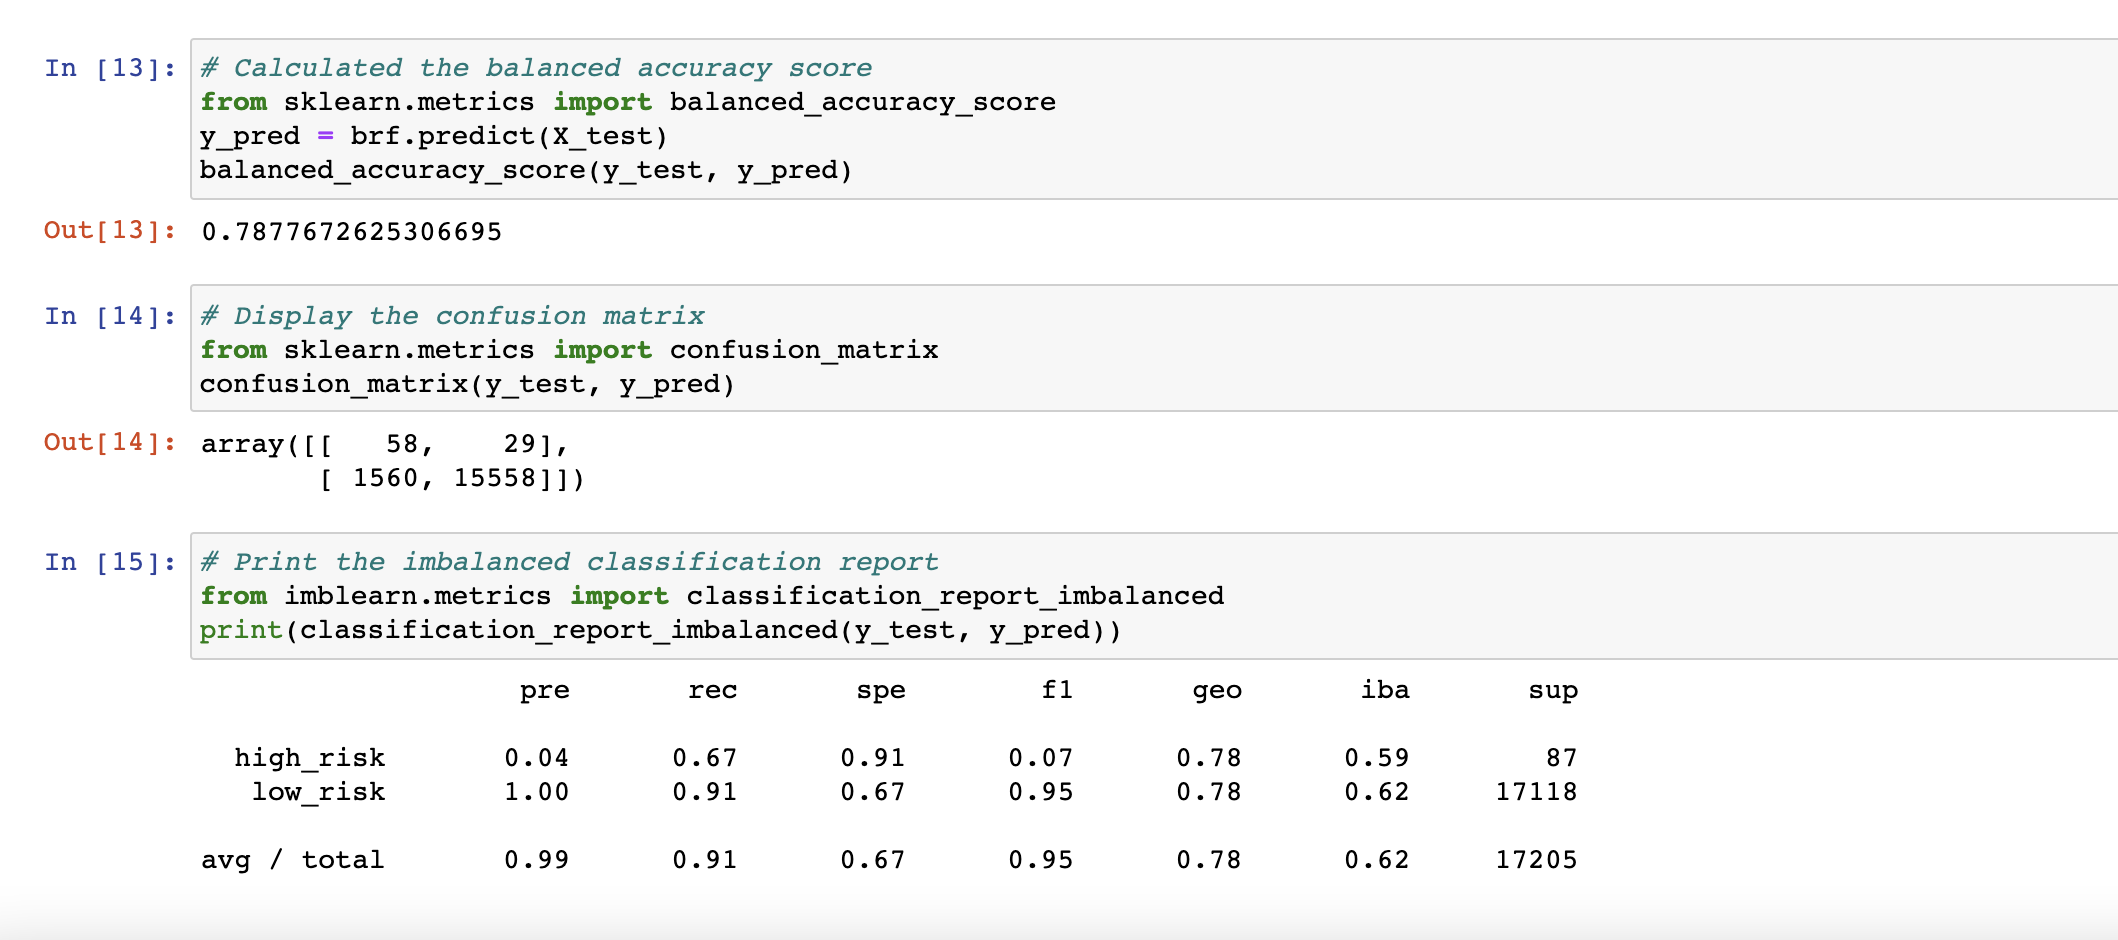 In [13]: # Calculated the balanced accuracy score
from sklearn.metrics import balanced_accuracy_score
y_pred = brf.predict(X_test)
balanced_accuracy_score(y_test, y_pred)
Out[13]: 0.7877672625306695
In [14]: # Display the confusion matrix
from sklearn.metrics import confusion_matrix
confusion_matrix(y_test, y_pred)
Out[14]: array([[   58,    29],
       [ 1560, 15558]])
In [15]: # Print the imbalanced classification report
from imblearn.metrics import classification_report_imbalanced
print(classification_report_imbalanced(y_test, y_pred))
pre rec spe f1 geo iba sup
high_risk 0.04 0.67 0.91 0.07 0.78 0.59 87
low_risk 1.00 0.91 0.67 0.95 0.78 0.62 17118
avg / total 0.99 0.91 0.67 0.95 0.78 0.62 17205